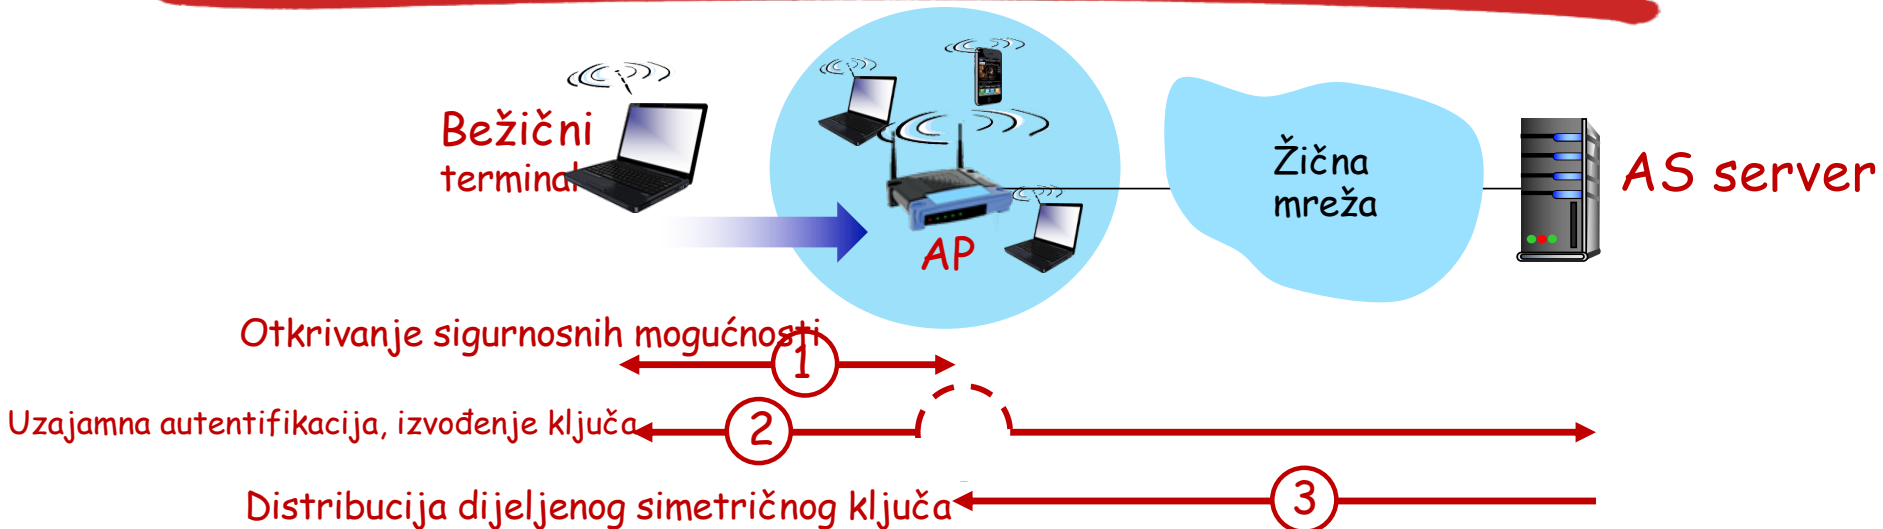 Bežični
terminal
AP
Žična
mreža
AS server
Otkrivanje sigurnosnih mogućnosti
1
Uzajamna autentifikacija, izvođenje ključa
2
Distribucija dijeljenog simetričnog ključa
3